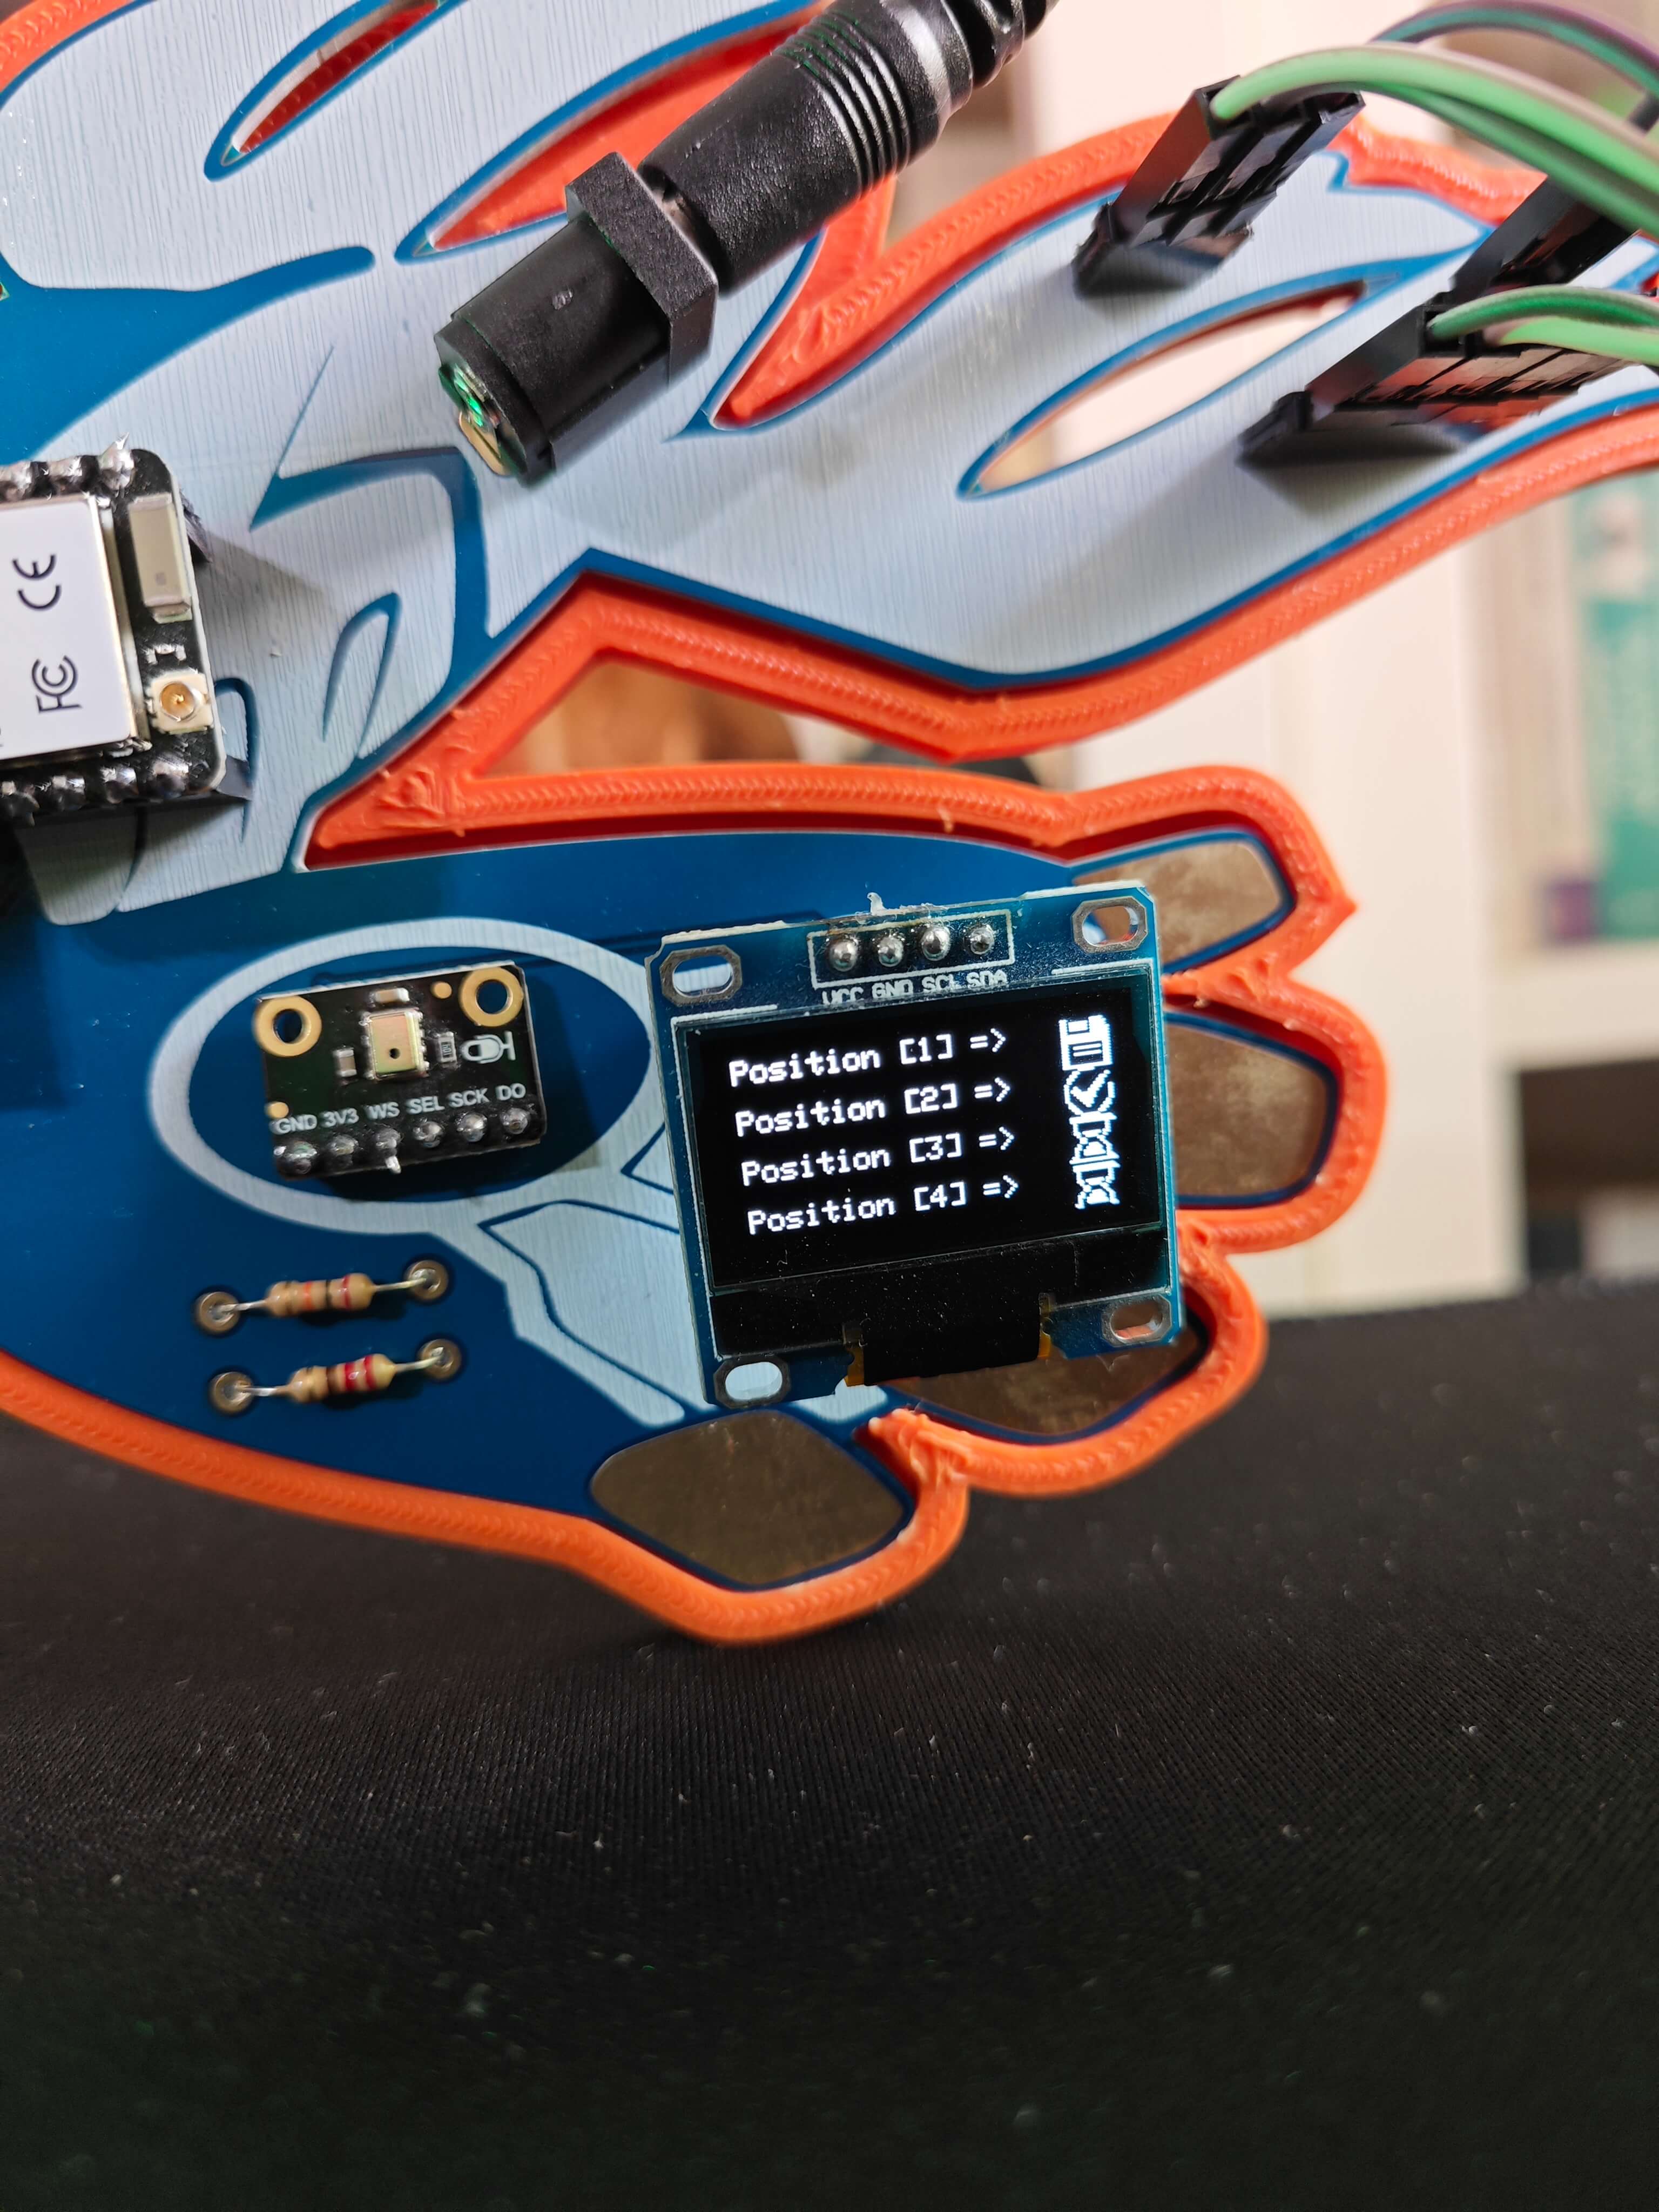 CE
FC
VCC GND SCL SDA
GND 3V3 WS SEL SCK DO
Position [1] =>
Position [2] =>
Position [3] =>
Position [4] =>